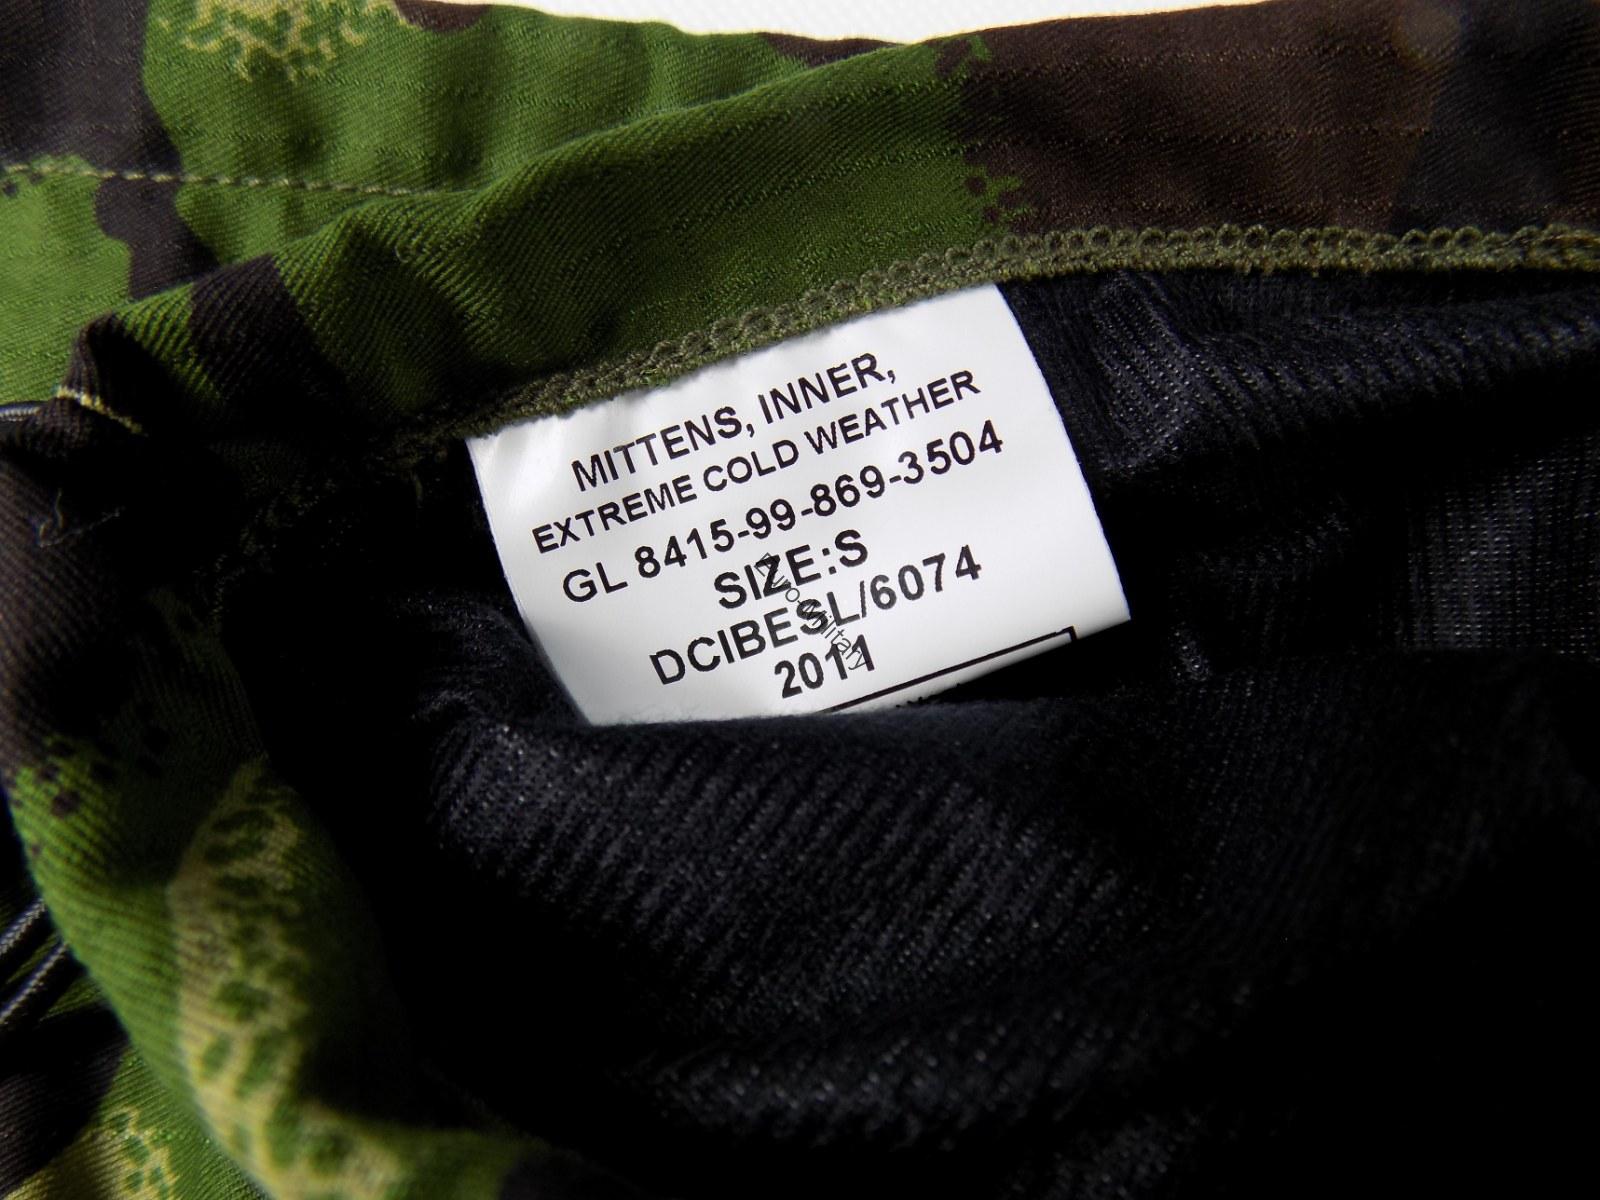 MITTENS, INNER,
EXTREME COLD WEATHER
GL 8415-99-869-3504
SIZE:S
DCIBESL/6074
2011